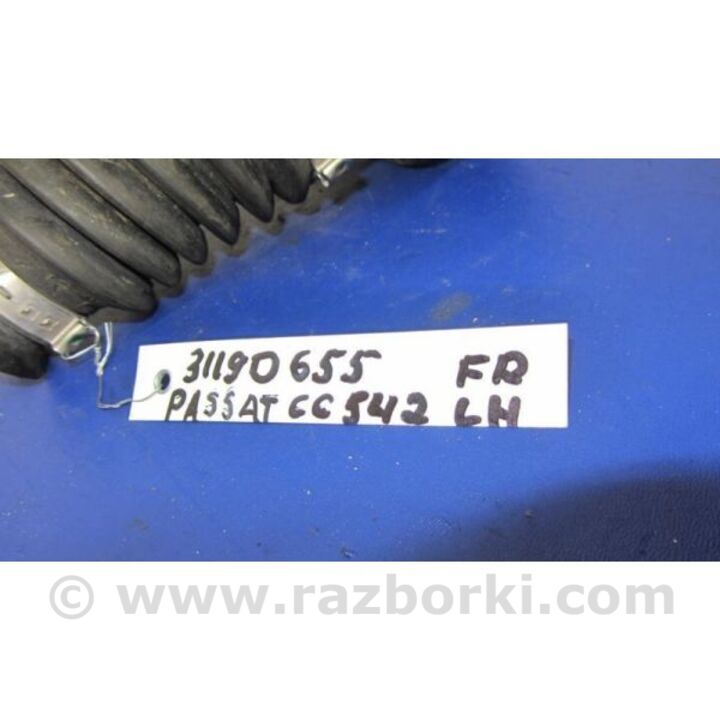 31190655 FR
PASSAT CC 542 LH
© www.razborki.com